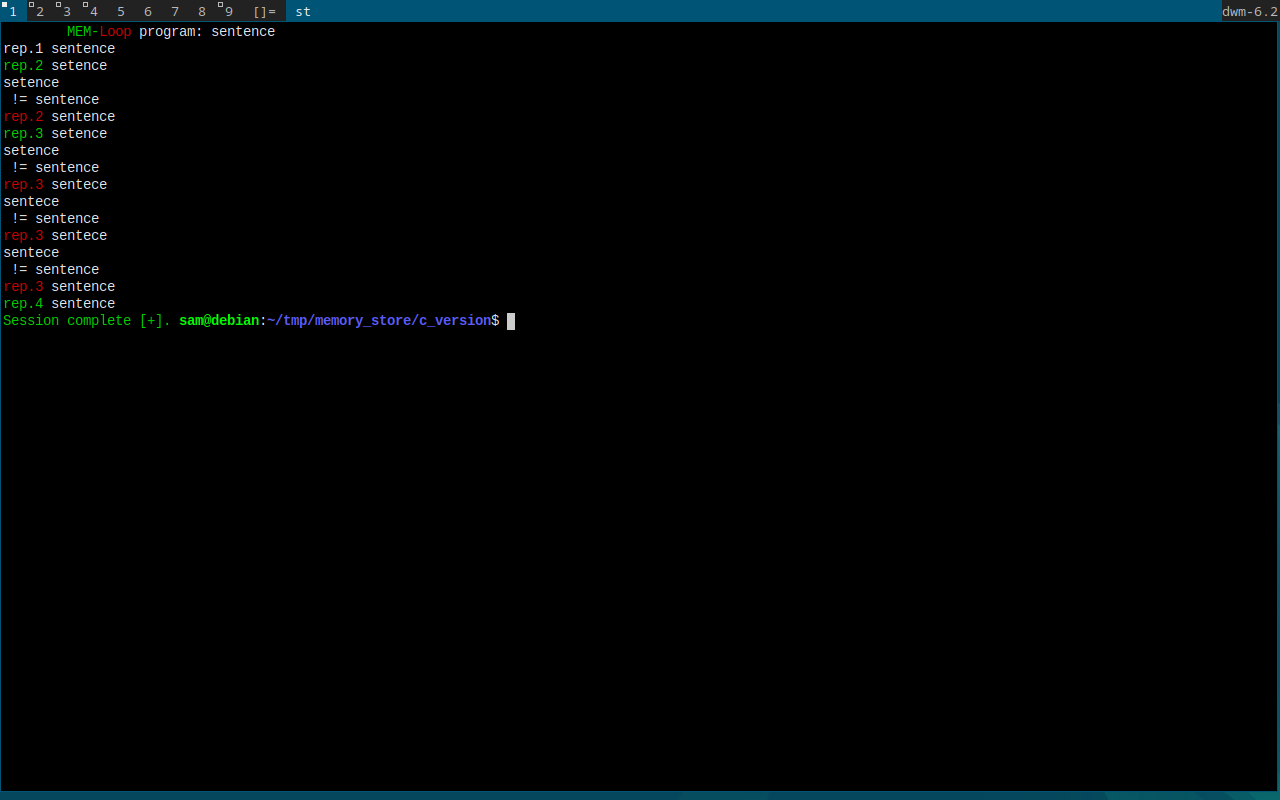 1 2 3 4 5 6 7 8 9 []= st dwm-6.2
MEM-Loop program: sentence
rep.1 sentence
rep.2 setence
setence
!= sentence
rep.2 sentence
rep.3 setence
setence
!= sentence
rep.3 sentece
sentece
!= sentence
rep.3 sentece
sentece
!= sentence
rep.3 sentence
rep.4 sentence
Session complete [+]. sam@debian:~/tmp/memory_store/c_version$